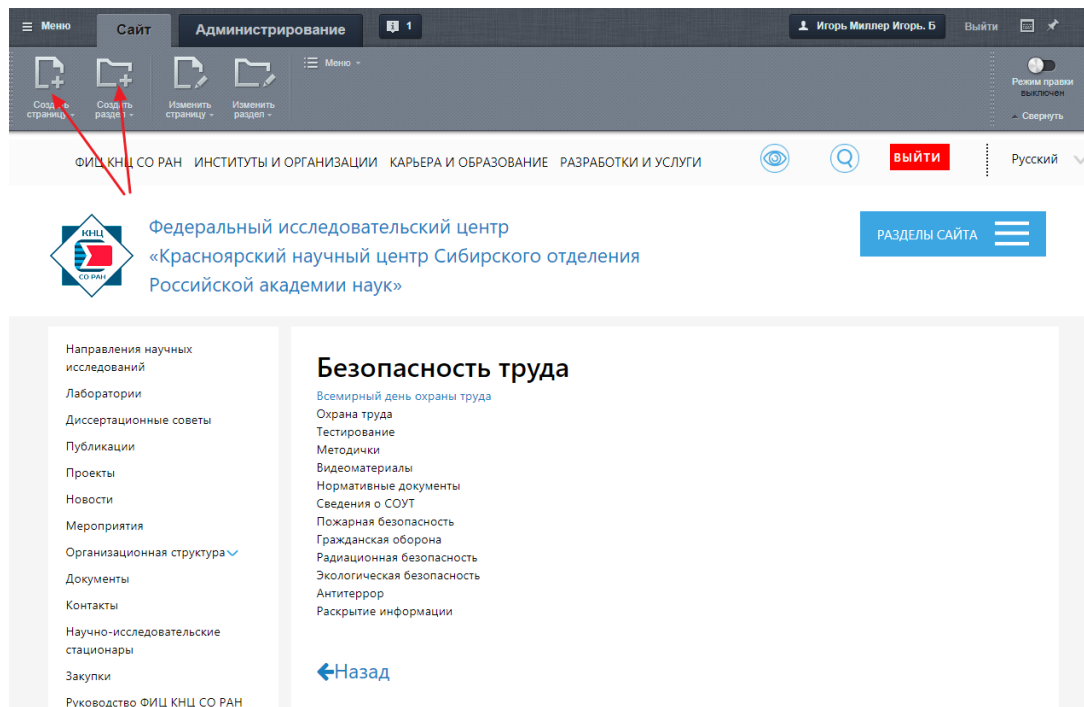 Меню
Сайт
Администрирование
1
Игорь Миллер Игорь. Б
Выйти
Создать страницу
Создать раздел
Изменить страницу
Изменить раздел
Меню
Режим правки
выключен
Свернуть
ФИЦ КНЦ СО РАН ИНСТИТУТЫ И ОРГАНИЗАЦИИ КАРЬЕРА И ОБРАЗОВАНИЕ РАЗРАБОТКИ И УСЛУГИ
ВЫЙТИ
Русский
КНЦ
СО РАН
Федеральный исследовательский центр
«Красноярский научный центр Сибирского отделения
Российской академии наук»
РАЗДЕЛЫ САЙТА
Направления научных
исследований
Лаборатории
Диссертационные советы
Публикации
Проекты
Новости
Мероприятия
Организационная структура
Документы
Контакты
Научно-исследовательские
стационары
Закупки
Руководство ФИЦ КНЦ СО РАН
Безопасность труда
Всемирный день охраны труда
Охрана труда
Тестирование
Методички
Видеоматериалы
Нормативные документы
Сведения о СОУТ
Пожарная безопасность
Гражданская оборона
Радиационная безопасность
Экологическая безопасность
Антитеррор
Раскрытие информации
Назад